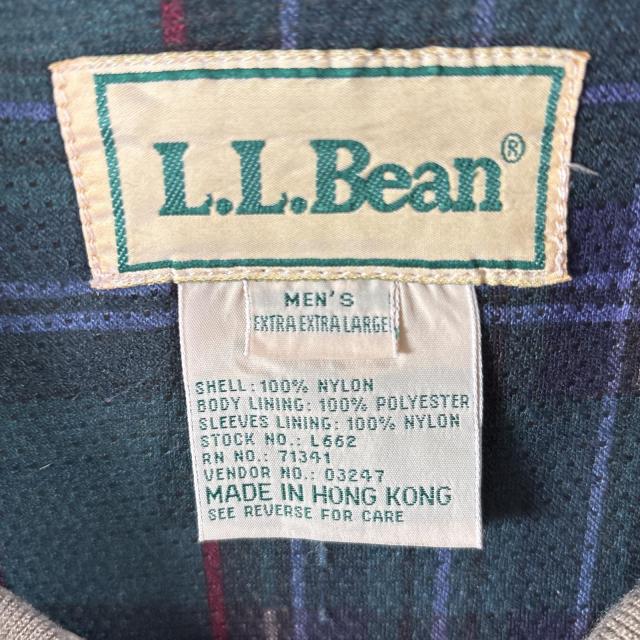 L.L.Bean®
MEN'S
EXTRA EXTRA LARGE
SHELL: 100% NYLON
BODY LINING: 100% POLYESTER
SLEEVES LINING: 100% NYLON
STOCK NO.: L662
RN NO.: 71341
VENDOR NO.: 03247
MADE IN HONG KONG
SEE REVERSE FOR CARE